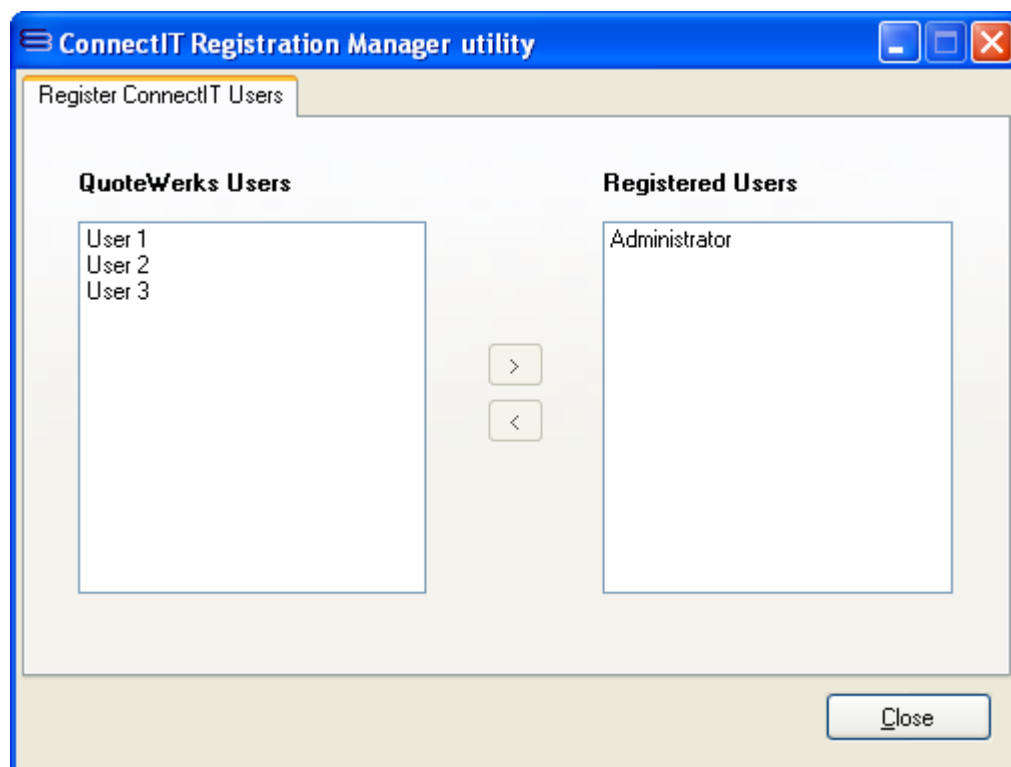 ConnectIT Registration Manager utility
Register ConnectIT Users
QuoteWerks Users
Registered Users
User 1
User 2
User 3
Administrator
>
<
Close